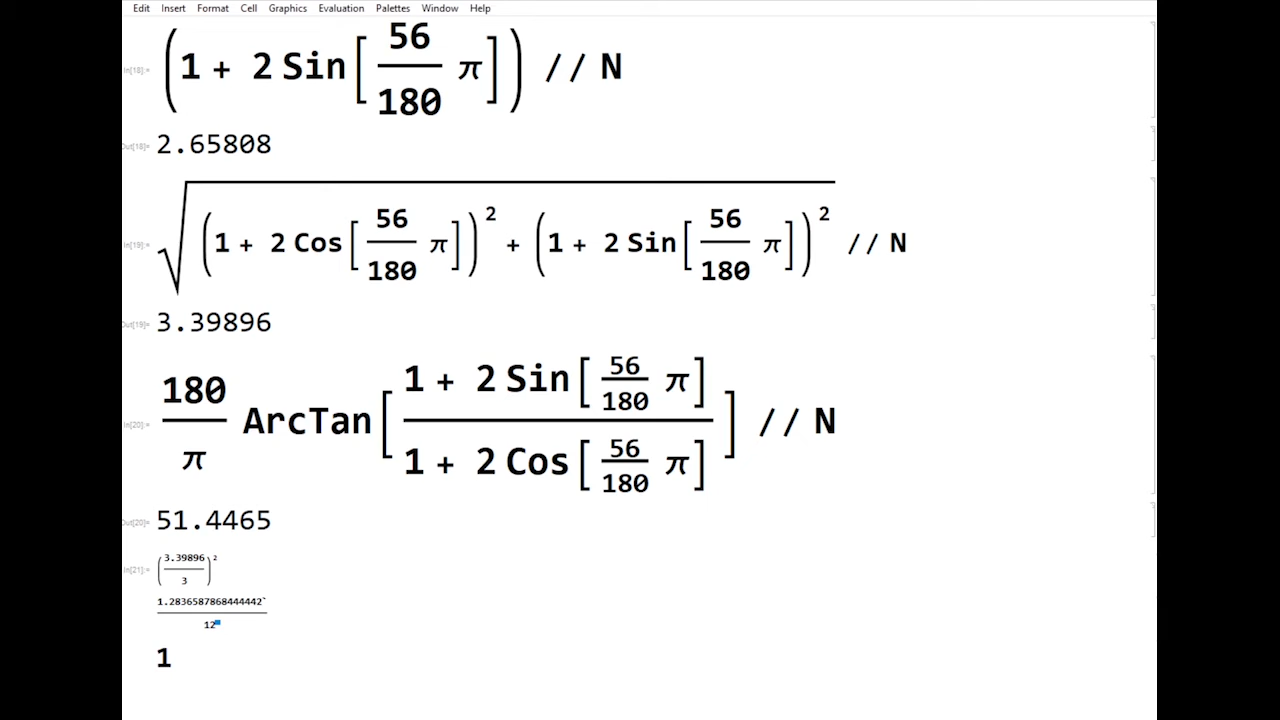 Edit Insert Format Cell Graphics Evaluation Palettes Window Help
In[18]:= (1 + 2 Sin[56/180 π]) // N
Out[18]= 2.65808
In[19]:= √((1 + 2 Cos[56/180 π])² + (1 + 2 Sin[56/180 π])²) // N
Out[19]= 3.39896
In[20]:= 180/π ArcTan[(1 + 2 Sin[56/180 π])/(1 + 2 Cos[56/180 π])] // N
Out[20]= 51.4465
In[21]:= (3.39896/3)²
1.2836587868444442`/12
1